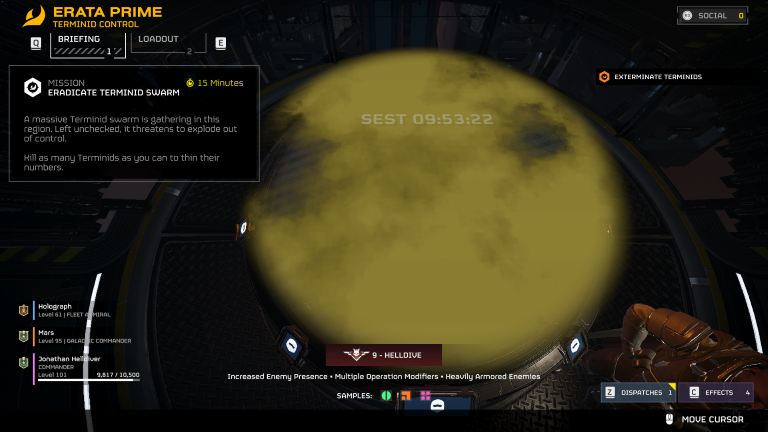 ERATA PRIME
TERMINID CONTROL
Q
BRIEFING
1
LOADOUT
2
E
SOCIAL 0
MISSION
15 Minutes
ERADICATE TERMINID SWARM
A massive Terminid swarm is gathering in this
region. Left unchecked, it threatens to explode out
of control.
Kill as many Terminids as you can to thin their
numbers.
EXTERMINATE TERMINIDS
SEST 09:53:22
Holograph
Level 61 | FLEET ADMIRAL
Mars
Level 95 | GALACTIC COMMANDER
Jonathan Helldiver
COMMANDER
Level 101
9,817 / 10,500
9 - HELLDIVE
Increased Enemy Presence • Multiple Operation Modifiers • Heavily Armored Enemies
SAMPLES:
Z DISPATCHES 1
C EFFECTS 4
MOVE CURSOR